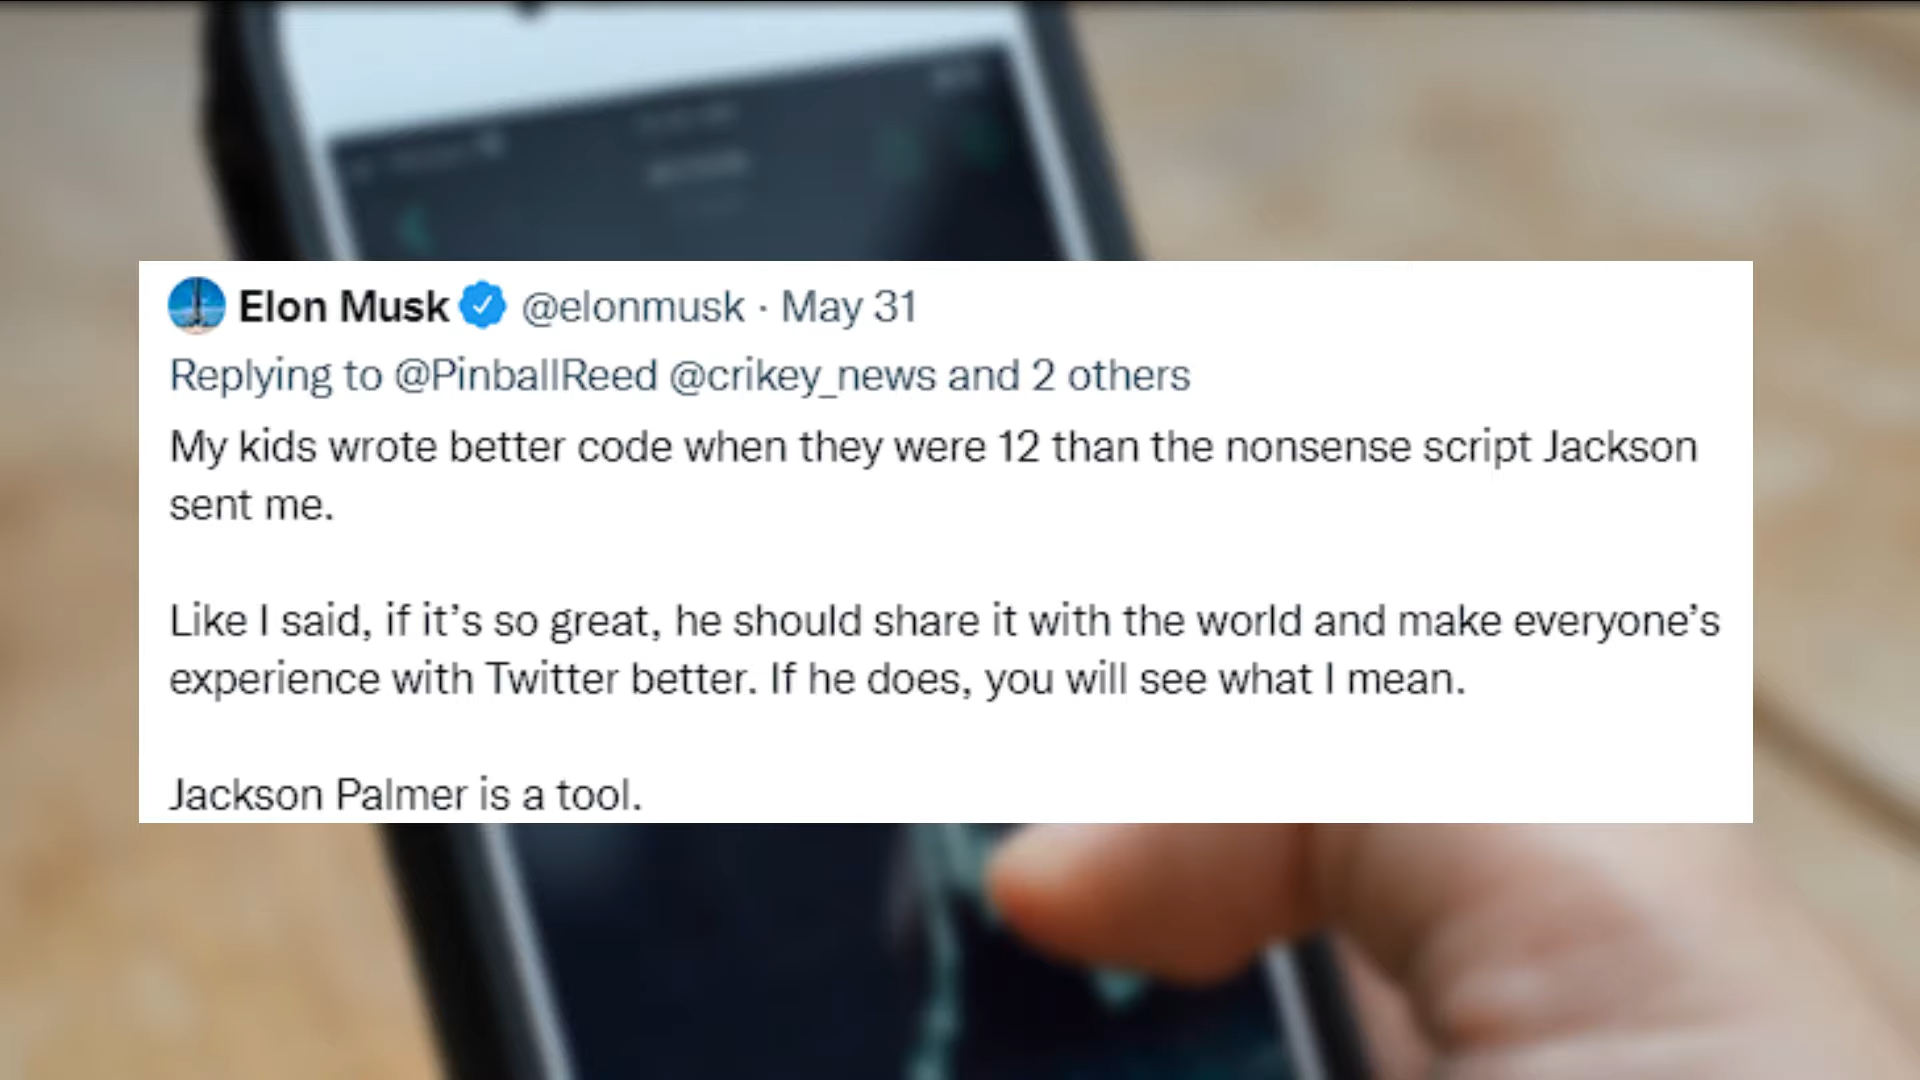 Elon Musk @elonmusk · May 31
Replying to @PinballReed @crikey_news and 2 others
My kids wrote better code when they were 12 than the nonsense script Jackson
sent me.
Like I said, if it’s so great, he should share it with the world and make everyone’s
experience with Twitter better. If he does, you will see what I mean.
Jackson Palmer is a tool.